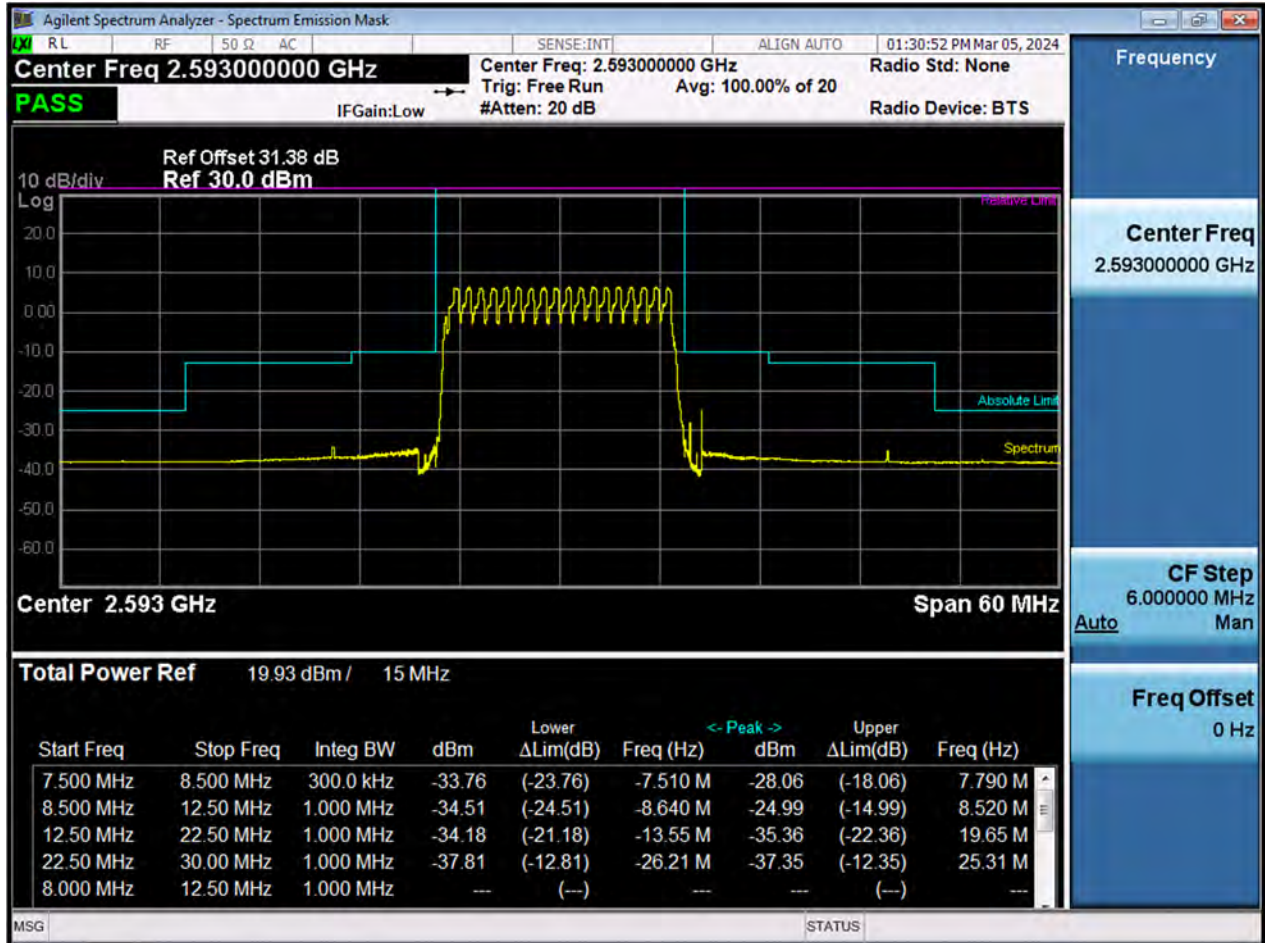 Agilent Spectrum Analyzer - Spectrum Emission Mask
LXI RL RF 50 Ω AC SENSE:INT ALIGN AUTO 01:30:52 PM Mar 05, 2024
Center Freq 2.593000000 GHz
Center Freq: 2.593000000 GHz
Radio Std: None
Trig: Free Run Avg: 100.00% of 20
PASS
IFGain:Low
#Atten: 20 dB
Radio Device: BTS
Ref Offset 31.38 dB
10 dB/div Ref 30.0 dBm
Log
Relative Limit
20.0
10.0
0.00
-10.0
-20.0
Absolute Limit
-30.0
Spectrum
-40.0
-50.0
-60.0
Center 2.593 GHz Span 60 MHz
Total Power Ref 19.93 dBm / 15 MHz
Lower <- Peak -> Upper
Start Freq Stop Freq Integ BW dBm ΔLim(dB) Freq (Hz) dBm ΔLim(dB) Freq (Hz)
7.500 MHz 8.500 MHz 300.0 kHz -33.76 (-23.76) -7.510 M -28.06 (-18.06) 7.790 M
8.500 MHz 12.50 MHz 1.000 MHz -34.51 (-24.51) -8.640 M -24.99 (-14.99) 8.520 M
12.50 MHz 22.50 MHz 1.000 MHz -34.18 (-21.18) -13.55 M -35.36 (-22.36) 19.65 M
22.50 MHz 30.00 MHz 1.000 MHz -37.81 (-12.81) -26.21 M -37.35 (-12.35) 25.31 M
8.000 MHz 12.50 MHz 1.000 MHz --- (---) --- --- (---) ---
MSG STATUS
Frequency
Center Freq
2.593000000 GHz
CF Step
6.000000 MHz
Auto Man
Freq Offset
0 Hz